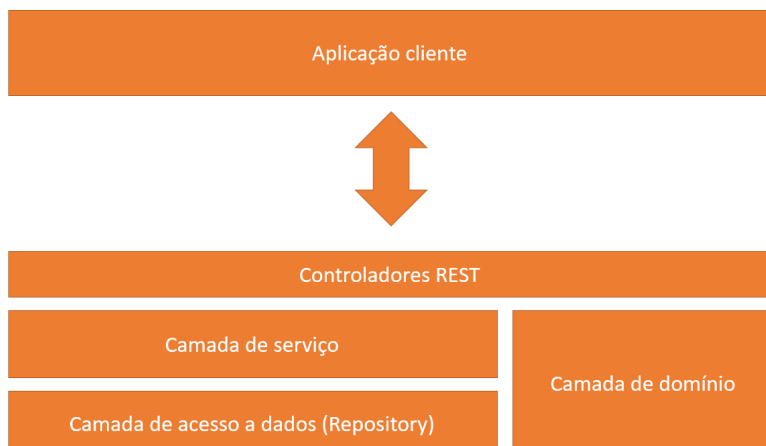 Aplicação cliente
Controladores REST
Camada de serviço
Camada de domínio
Camada de acesso a dados (Repository)